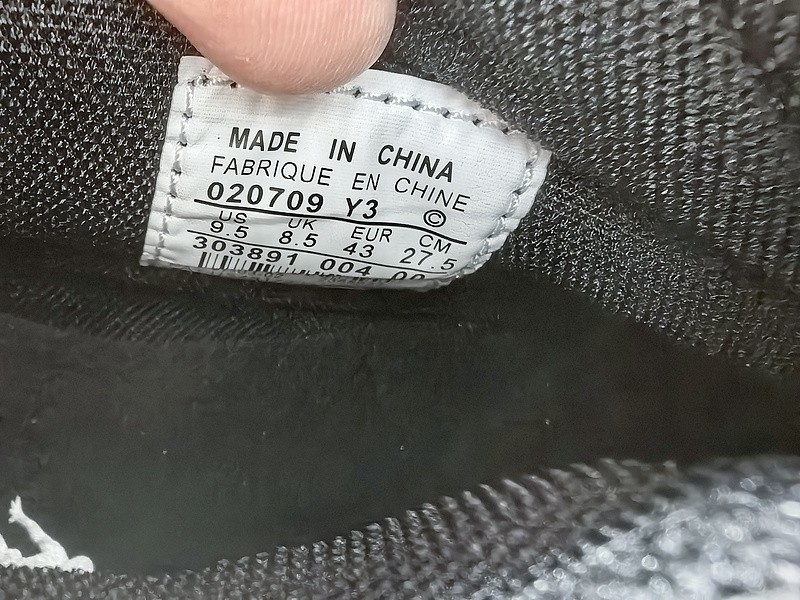 MADE IN CHINA
FABRIQUE EN CHINE
020709 Y3 ©
US UK EUR CM
9.5 8.5 43 27.5
303891 004